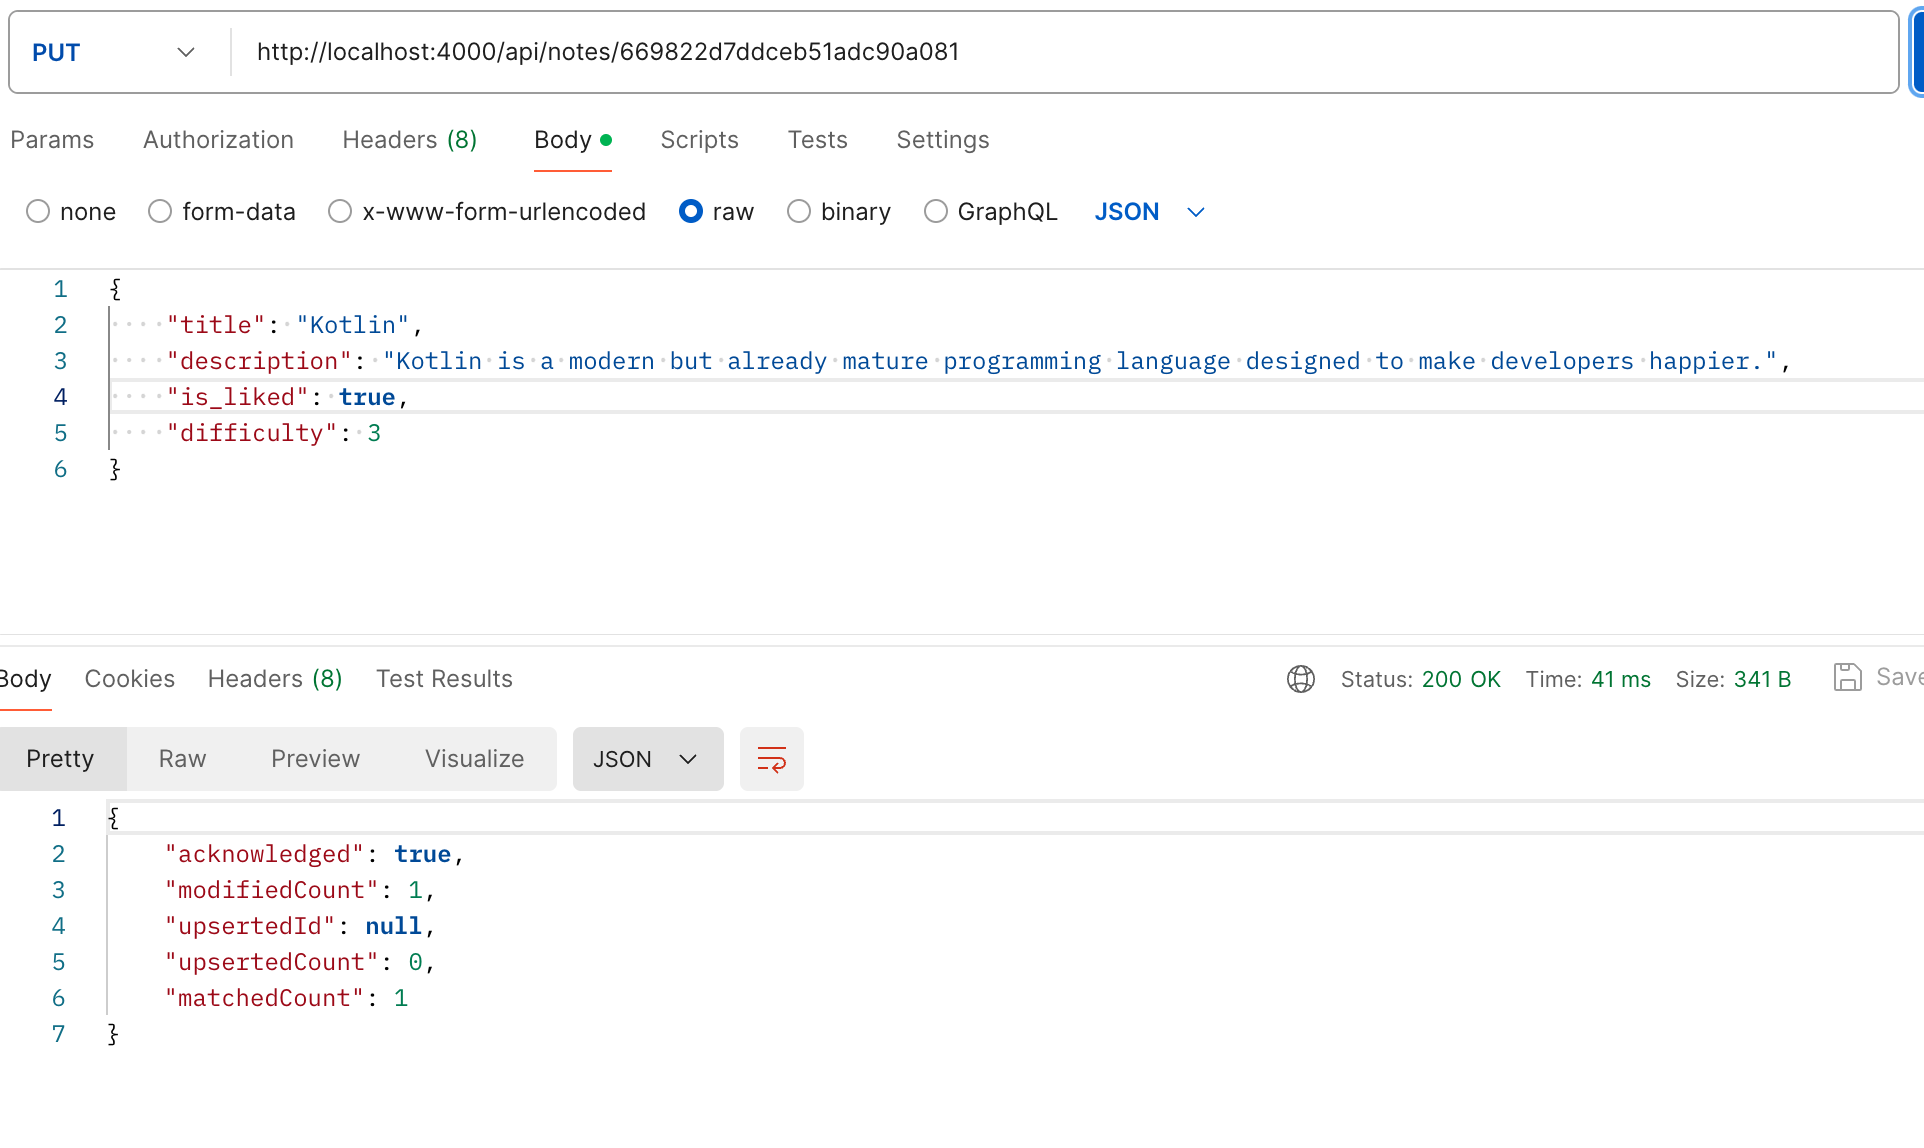 PUT http://localhost:4000/api/notes/669822d7ddceb51adc90a081
Params Authorization Headers (8) Body Scripts Tests Settings
none form-data x-www-form-urlencoded raw binary GraphQL JSON
1 {
2 "title": "Kotlin",
3 "description": "Kotlin is a modern but already mature programming language designed to make developers happier.",
4 "is_liked": true,
5 "difficulty": 3
6 }
Body Cookies Headers (8) Test Results Status: 200 OK Time: 41 ms Size: 341 B Save
Pretty Raw Preview Visualize JSON
1 {
2 "acknowledged": true,
3 "modifiedCount": 1,
4 "upsertedId": null,
5 "upsertedCount": 0,
6 "matchedCount": 1
7 }